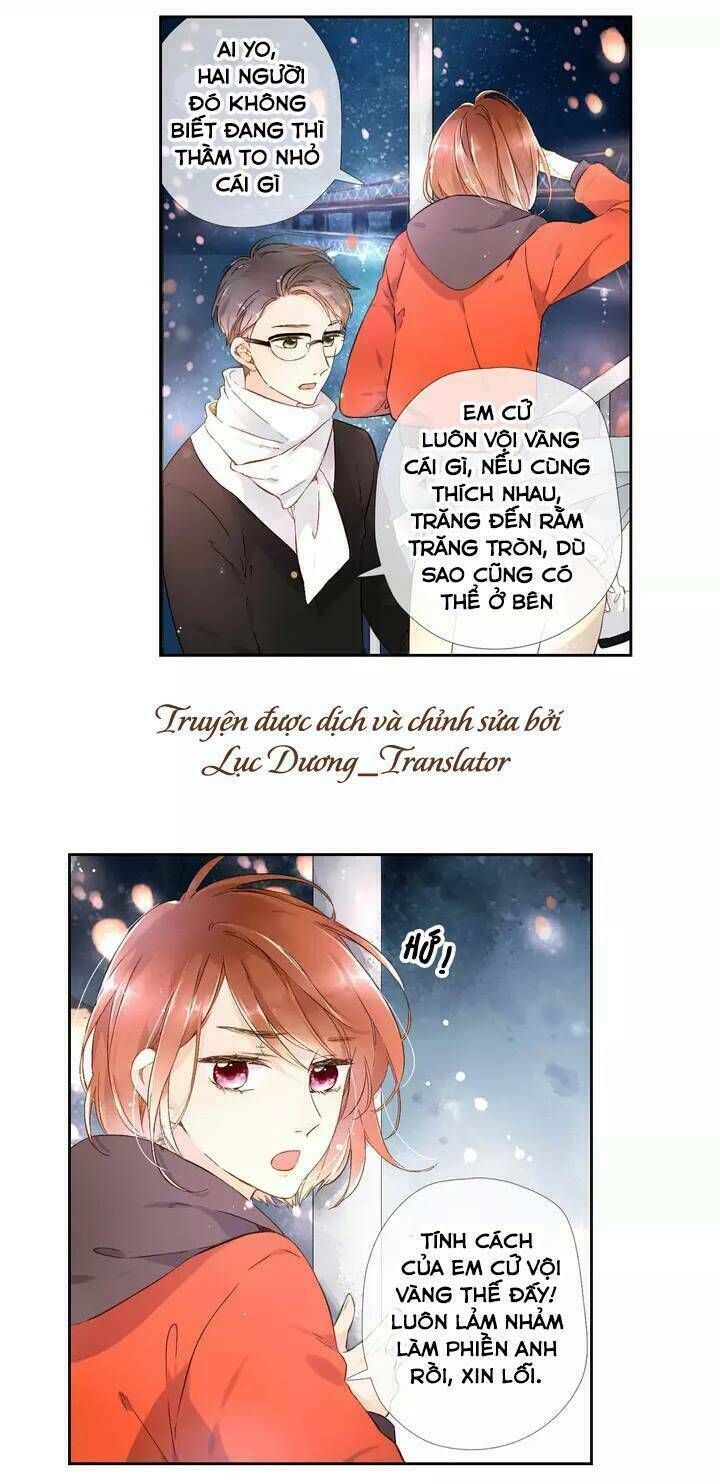 AI YO,
HAI NGƯỜI
ĐÓ KHÔNG
BIẾT ĐANG THÌ
THẦM TO NHỎ
CÁI GÌ
EM CỨ
LUÔN VỘI VÀNG
CÁI GÌ, NẾU CÙNG
THÍCH NHAU,
TRĂNG ĐẾN RẰM
TRĂNG TRÒN, DÙ
SAO CŨNG CÓ
THỂ Ở BÊN
Truyện được dịch và chỉnh sửa bởi
Lục Dương_Translator
HỨ!
TÍNH CÁCH
CỦA EM CỨ VỘI
VÀNG THẾ ĐẤY!
LUÔN LẢM NHẢM
LÀM PHIỀN ANH
RỒI, XIN LỖI.